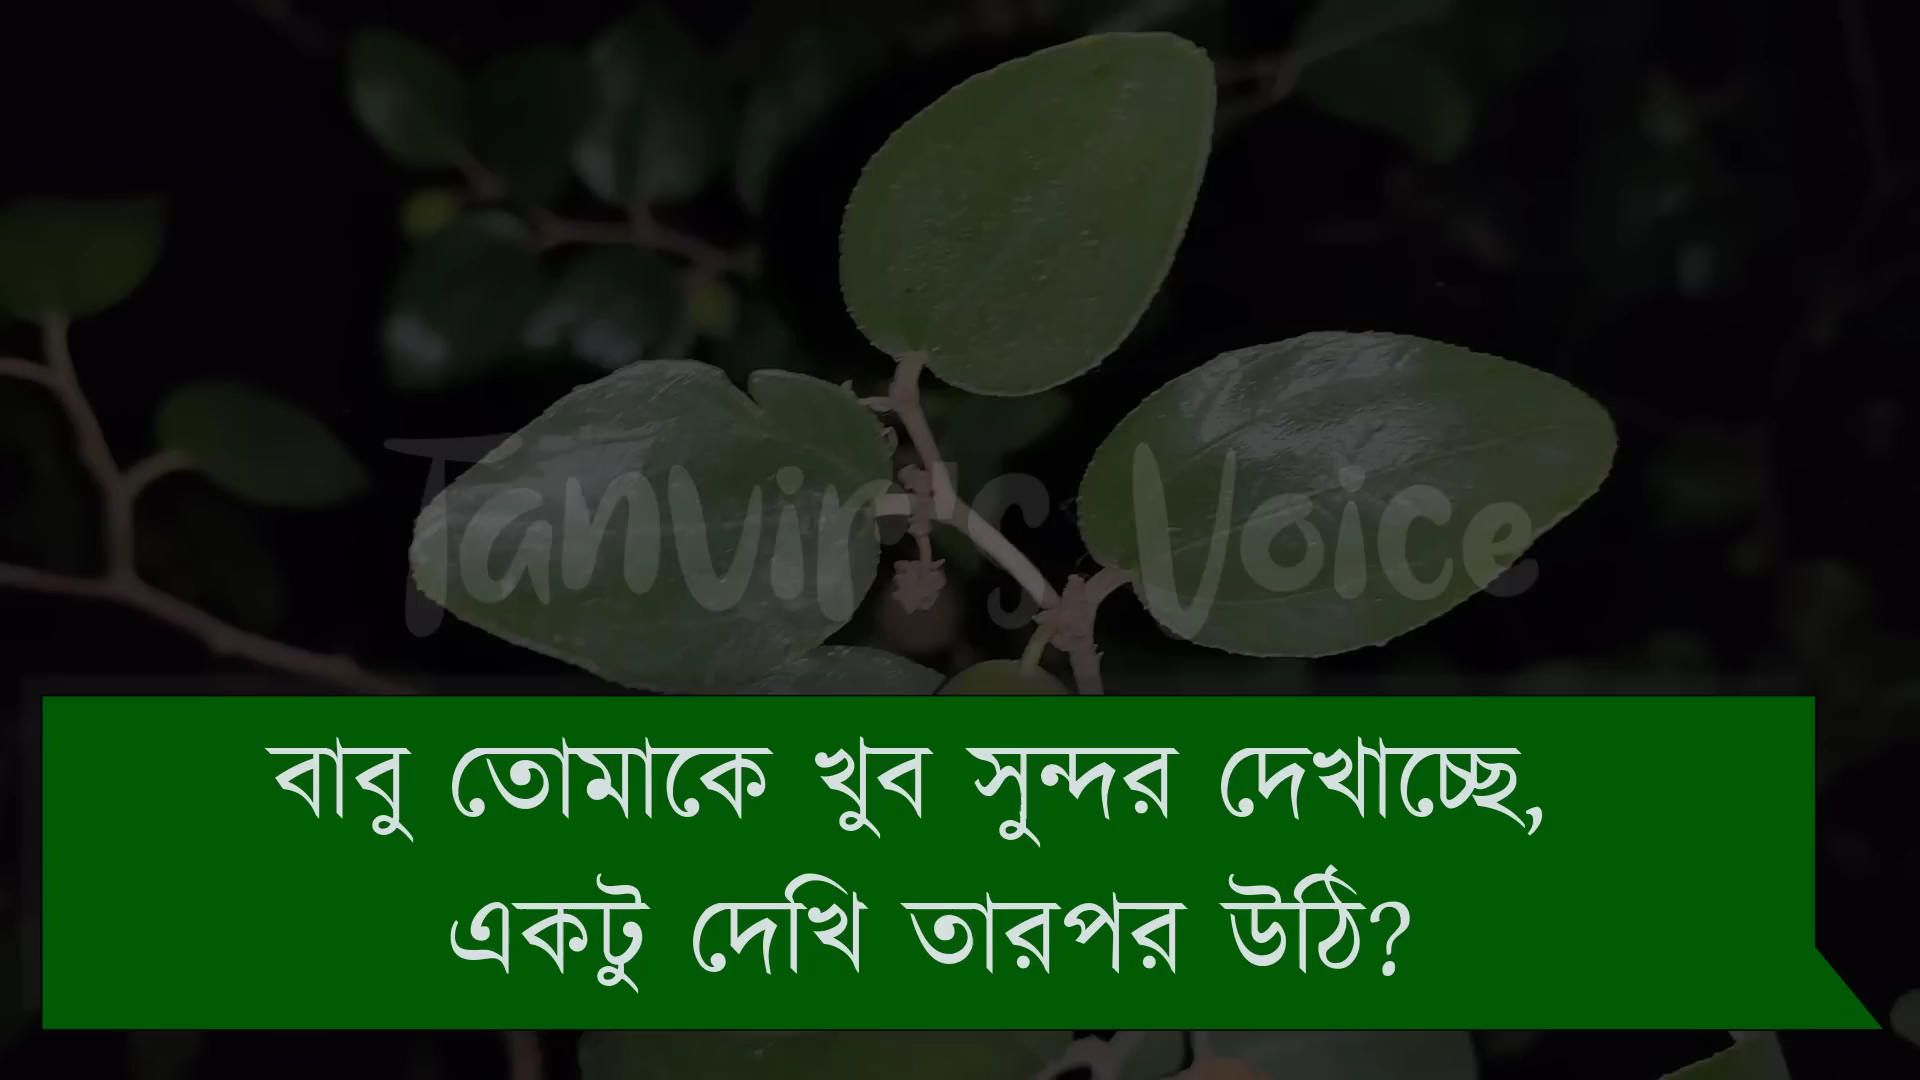 Tanvir's Voice
বাবু তোমাকে খুব সুন্দর দেখাচ্ছে,
একটু দেখি তারপর উঠি?